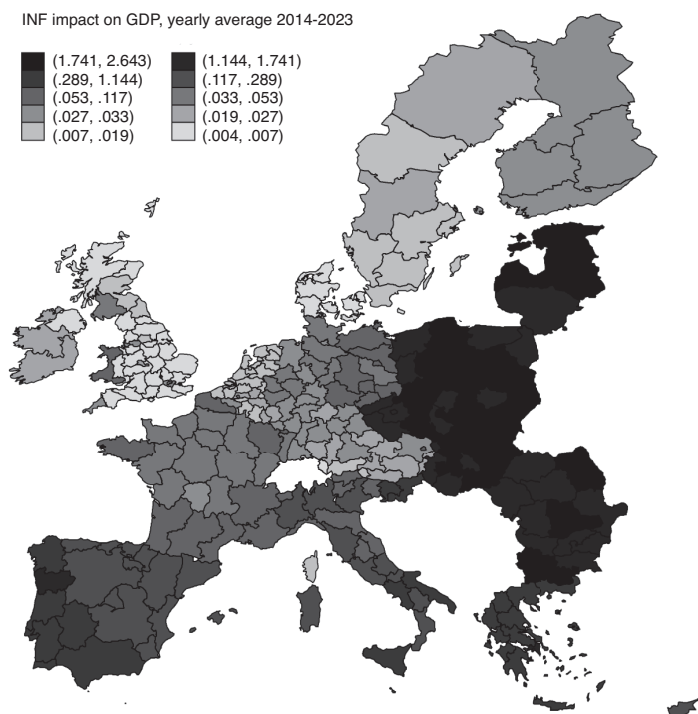 INF impact on GDP, yearly average 2014-2023
(1.741, 2.643) (1.144, 1.741)
(.289, 1.144) (.117, .289)
(.053, .117) (.033, .053)
(.027, .033) (.019, .027)
(.007, .019) (.004, .007)